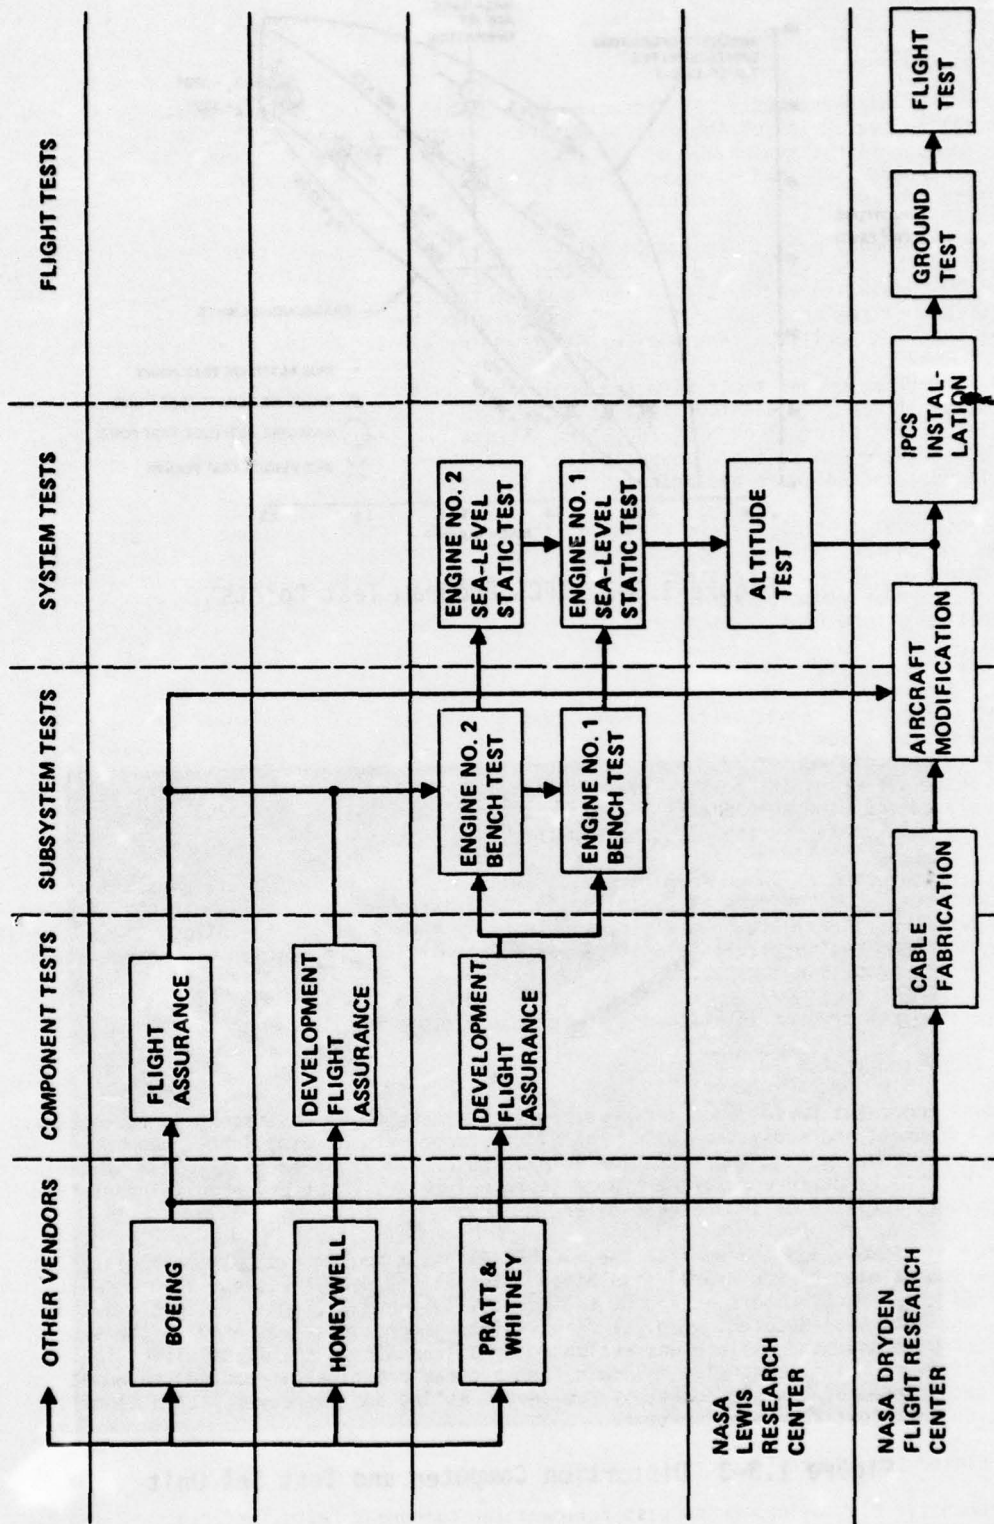 OTHER VENDORS
COMPONENT TESTS
SUBSYSTEM TESTS
SYSTEM TESTS
FLIGHT TESTS
BOEING
FLIGHT
ASSURANCE
HONEYWELL
DEVELOPMENT
FLIGHT
ASSURANCE
PRATT &
WHITNEY
DEVELOPMENT
FLIGHT
ASSURANCE
ENGINE NO. 2
BENCH TEST
ENGINE NO. 2
SEA-LEVEL
STATIC TEST
ENGINE NO. 1
BENCH TEST
ENGINE NO. 1
SEA-LEVEL
STATIC TEST
NASA
LEWIS
RESEARCH
CENTER
ALTITUDE
TEST
NASA DRYDEN
FLIGHT RESEARCH
CENTER
CABLE
FABRICATION
AIRCRAFT
MODIFICATION
IPCS
INSTAL-
LATION
GROUND
TEST
FLIGHT
TEST